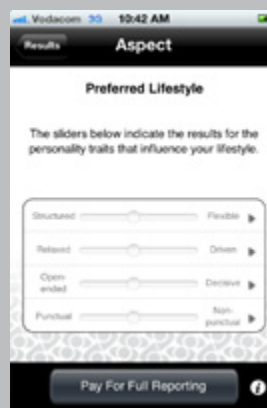 Vodacom 3G 10:42 AM
Results Aspect
Preferred Lifestyle
The sliders below indicate the results for the
personality traits that influence your lifestyle.
Structured Flexible
Relaxed Driven
Open-
ended Decisive
Punctual Non-
punctual
Pay For Full Reporting i